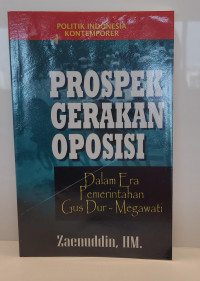 POLITIK INDONESIA
KONTEMPORER
PROSPEK
GERAKAN
OPOSISI
Dalam Era
Pemerintahan
Gus Dur - Megawati
Zaenuddin, HM.